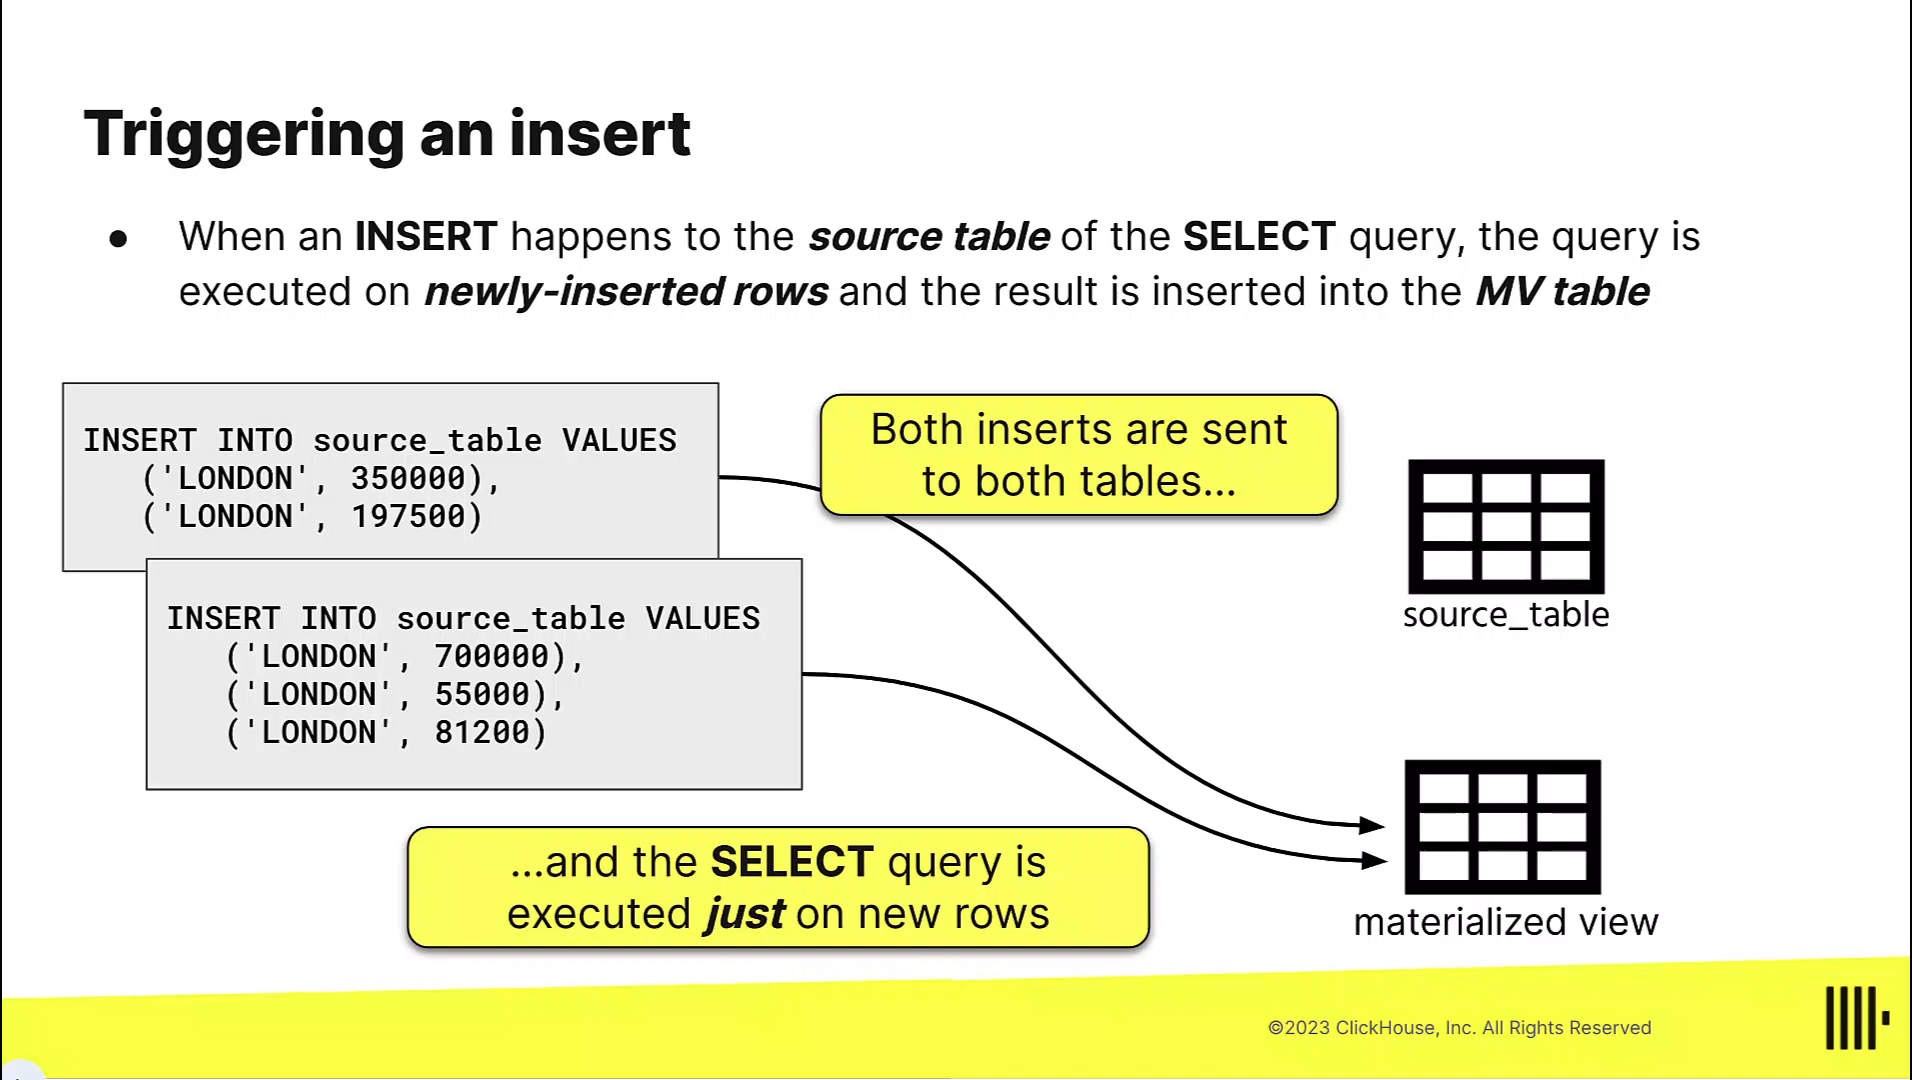 Triggering an insert
● When an INSERT happens to the source table of the SELECT query, the query is
executed on newly-inserted rows and the result is inserted into the MV table
INSERT INTO source_table VALUES
('LONDON', 350000),
('LONDON', 197500)
Both inserts are sent
to both tables...
INSERT INTO source_table VALUES
('LONDON', 700000),
('LONDON', 55000),
('LONDON', 81200)
source_table
...and the SELECT query is
executed just on new rows
materialized view
©2023 ClickHouse, Inc. All Rights Reserved